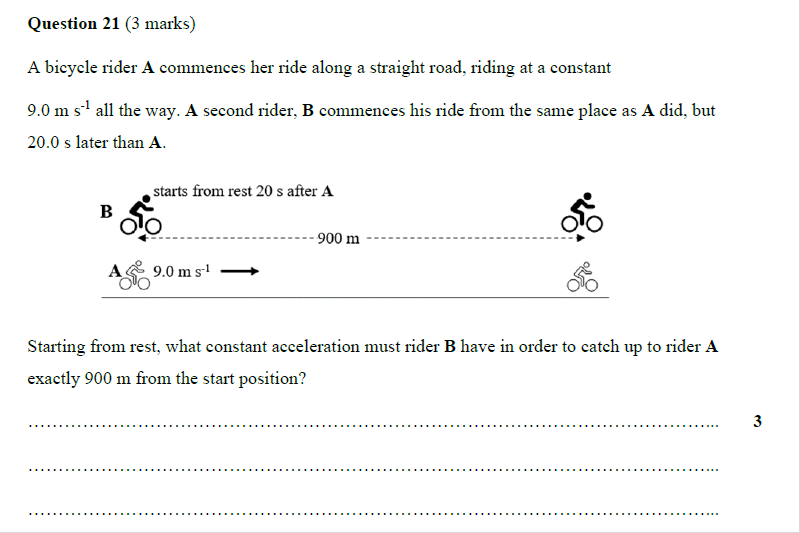 Question 21 (3 marks)
A bicycle rider A commences her ride along a straight road, riding at a constant
9.0 m s⁻¹ all the way. A second rider, B commences his ride from the same place as A did, but
20.0 s later than A.
starts from rest 20 s after A
B
900 m
A 9.0 m s⁻¹
Starting from rest, what constant acceleration must rider B have in order to catch up to rider A
exactly 900 m from the start position?
……………………………………………………………………………………………………... 3
……………………………………………………………………………………………………...
……………………………………………………………………………………………………...